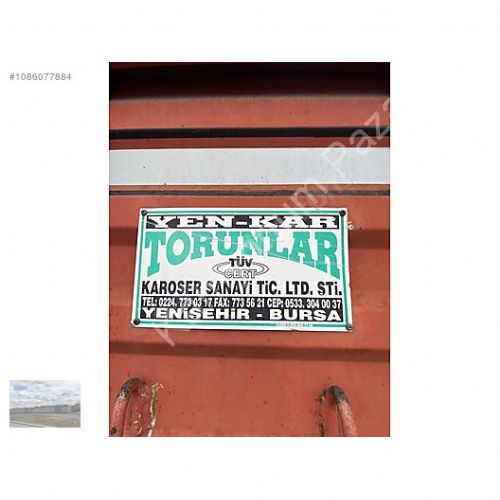 #1086077884
YEN-KAR
TORUNLAR
TÜV
CERT
KAROSER SANAYİ TİC. LTD. STİ.
TEL: 0224. 773 03 17 FAX: 773 56 21 CEP: 0533. 304 00 37
YENİŞEHİR - BURSA